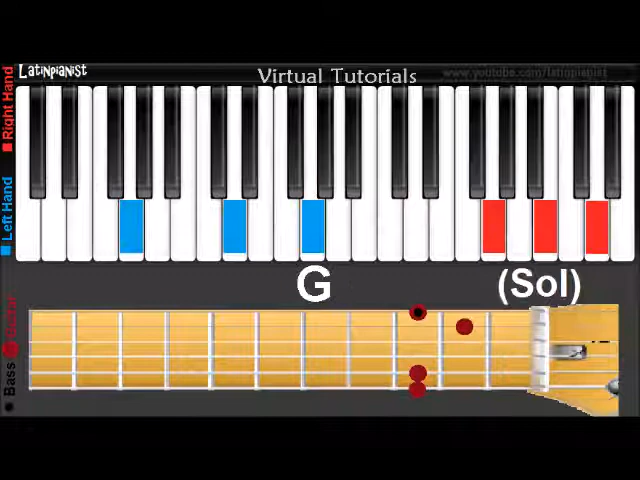 LATINPIANIST
Virtual Tutorials
www.youtube.com/latinpianist
Right Hand
Left Hand
G (Sol)
Bass Guitar